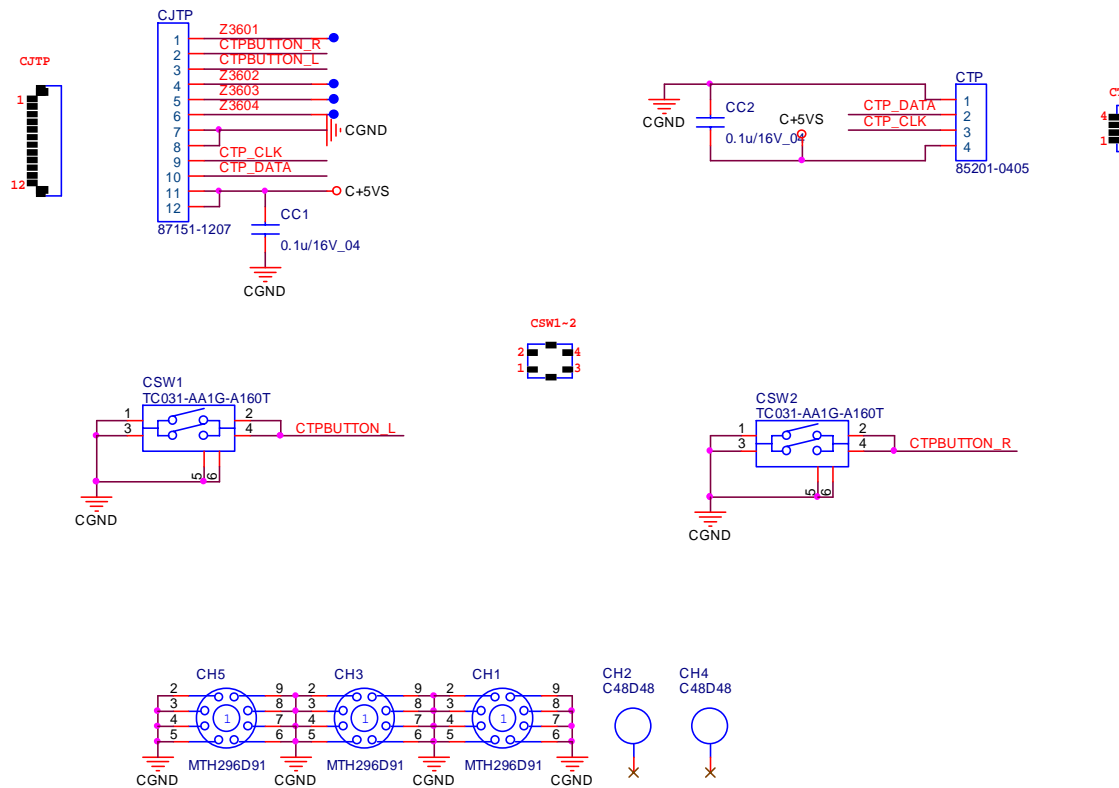 CJTP
1
12
CJTP
1
2
3
4
5
6
7
8
9
10
11
12
Z3601
CTPBUTTON_R
CTPBUTTON_L
Z3602
Z3603
Z3604
CGND
CTP_CLK
CTP_DATA
C+5VS
87151-1207
CC1
0.1u/16V_04
CGND
CGND
CC2
0.1u/16V_04
C+5VS
CTP_DATA
CTP_CLK
CTP
1
2
3
4
85201-0405
4
1
CSW1~2
2
4
1
3
CSW1
TC031-AA1G-A160T
1
2
3
4
5
6
CTPBUTTON_L
CGND
CSW2
TC031-AA1G-A160T
1
2
3
4
5
6
CTPBUTTON_R
CGND
CH5
2 9
3 8
4 1 7
5 6
MTH296D91
CGND
CH3
2 9
3 8
4 1 7
5 6
MTH296D91
CGND
CH1
2 9
3 8
4 1 7
5 6
MTH296D91
CGND
CGND
CH2
C48D48
CH4
C48D48